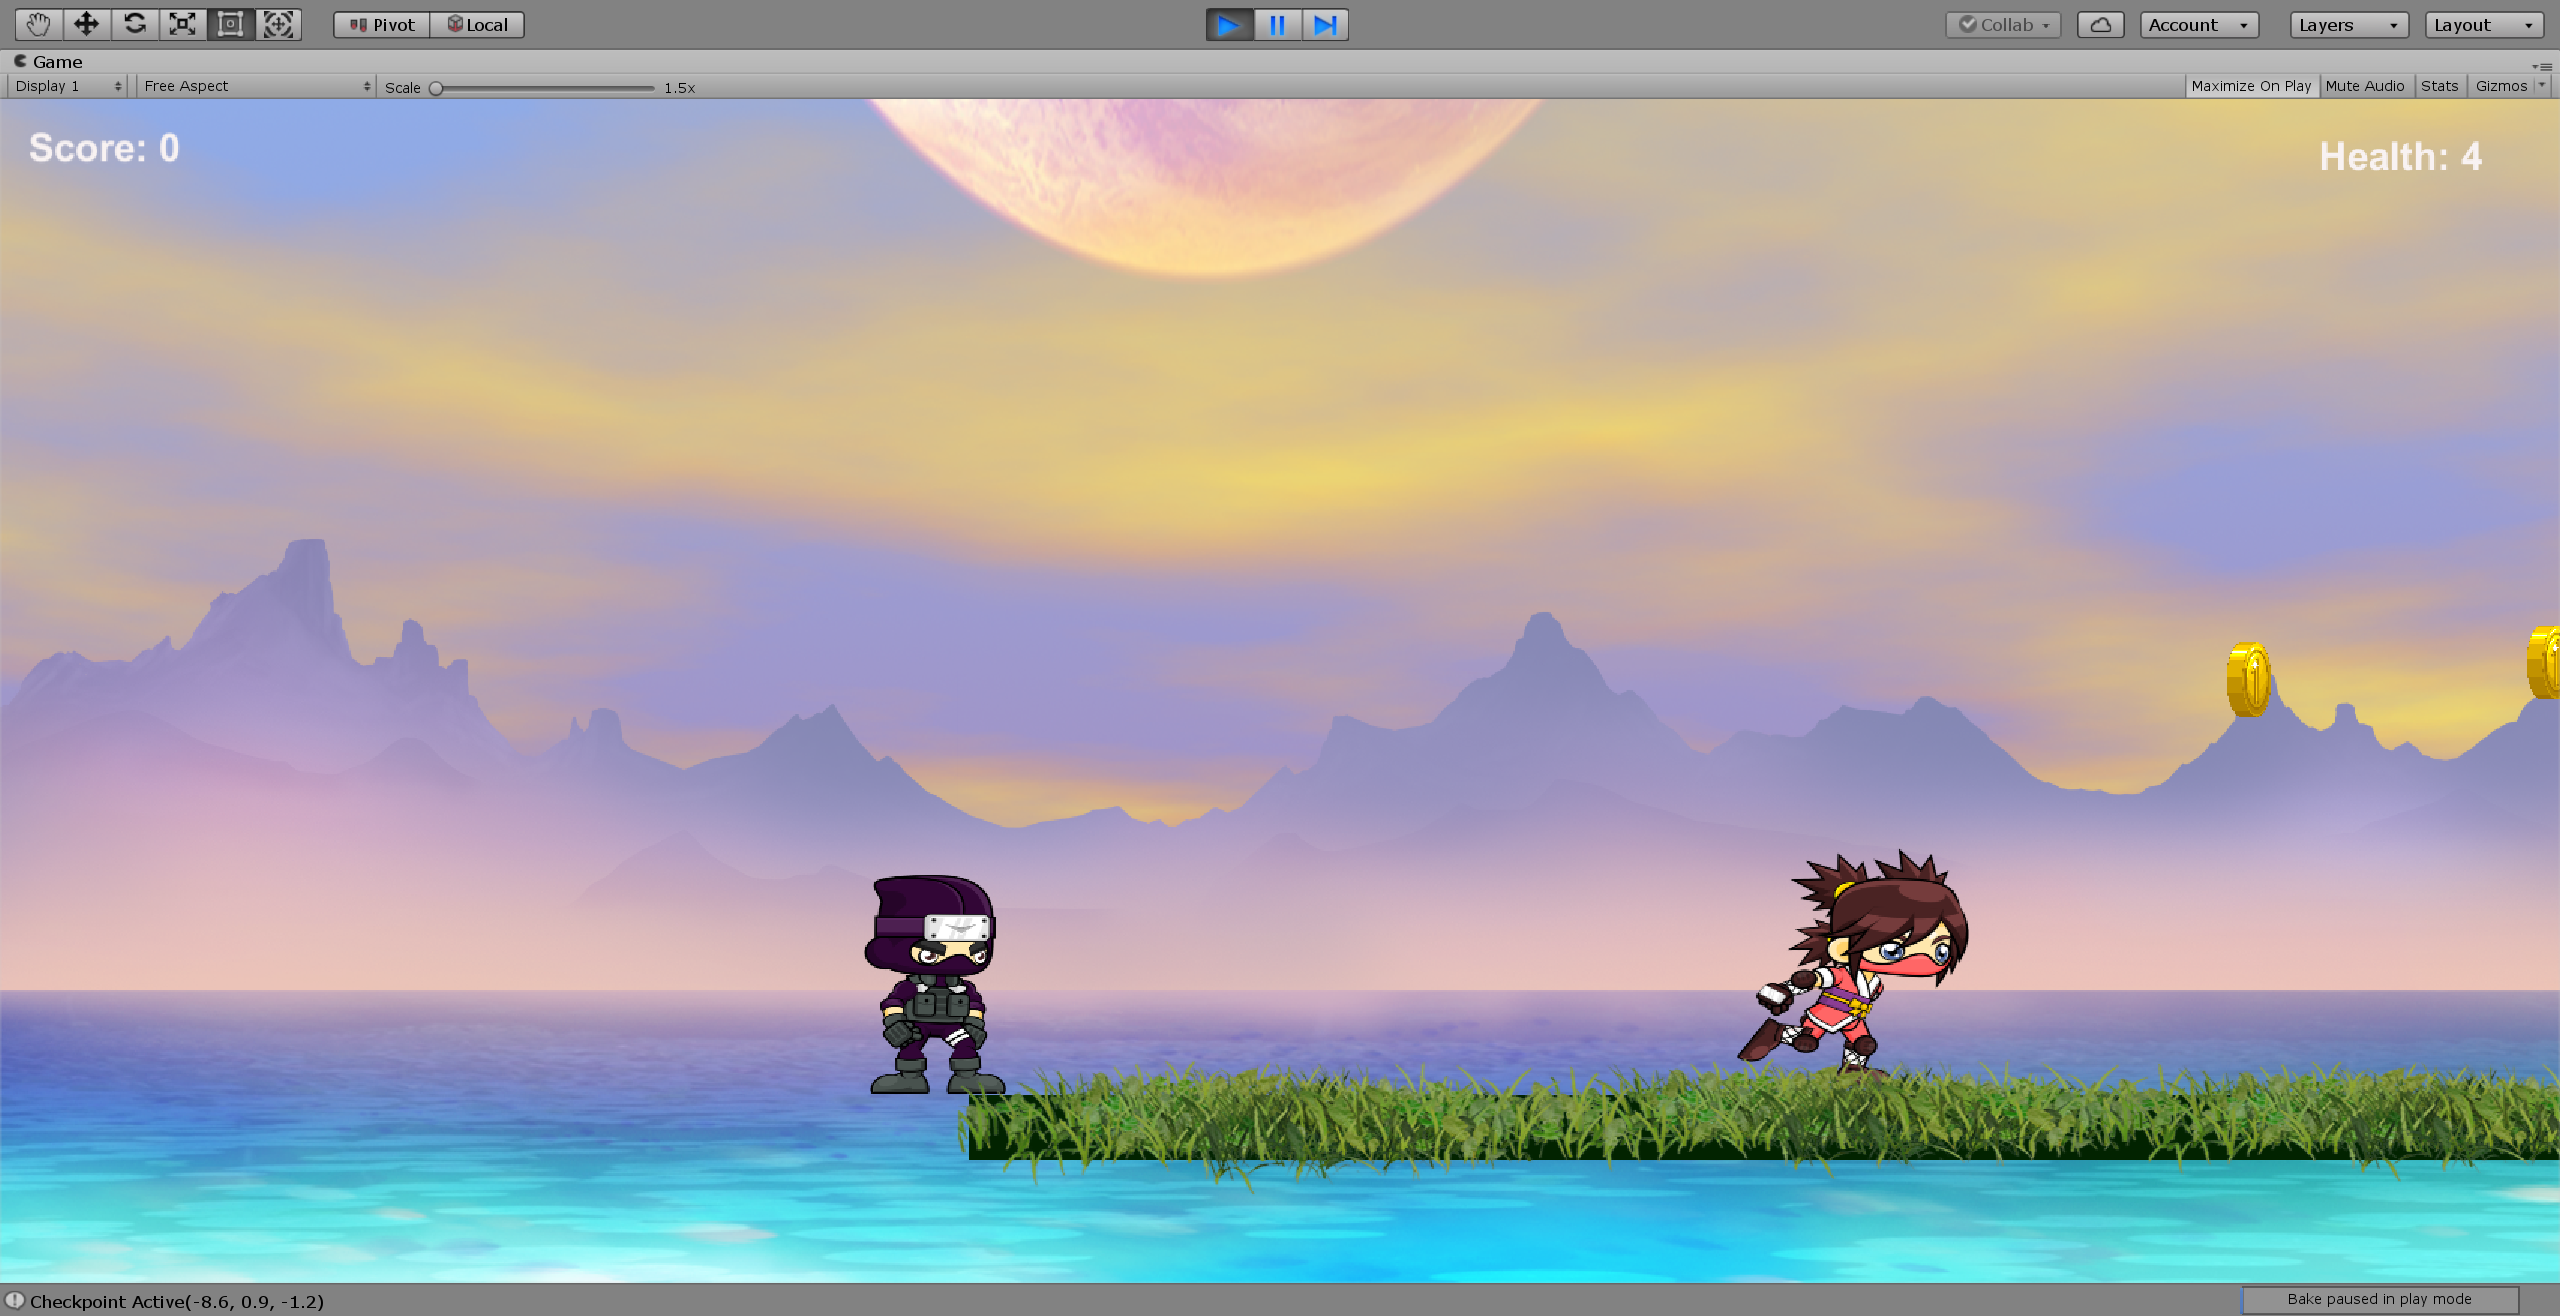 Pivot Local Collab Account Layers Layout
Game
Display 1 Free Aspect Scale 1.5x Maximize On Play Mute Audio Stats Gizmos
Score: 0
Health: 4
Checkpoint Active(-8.6, 0.9, -1.2)
Bake paused in play mode